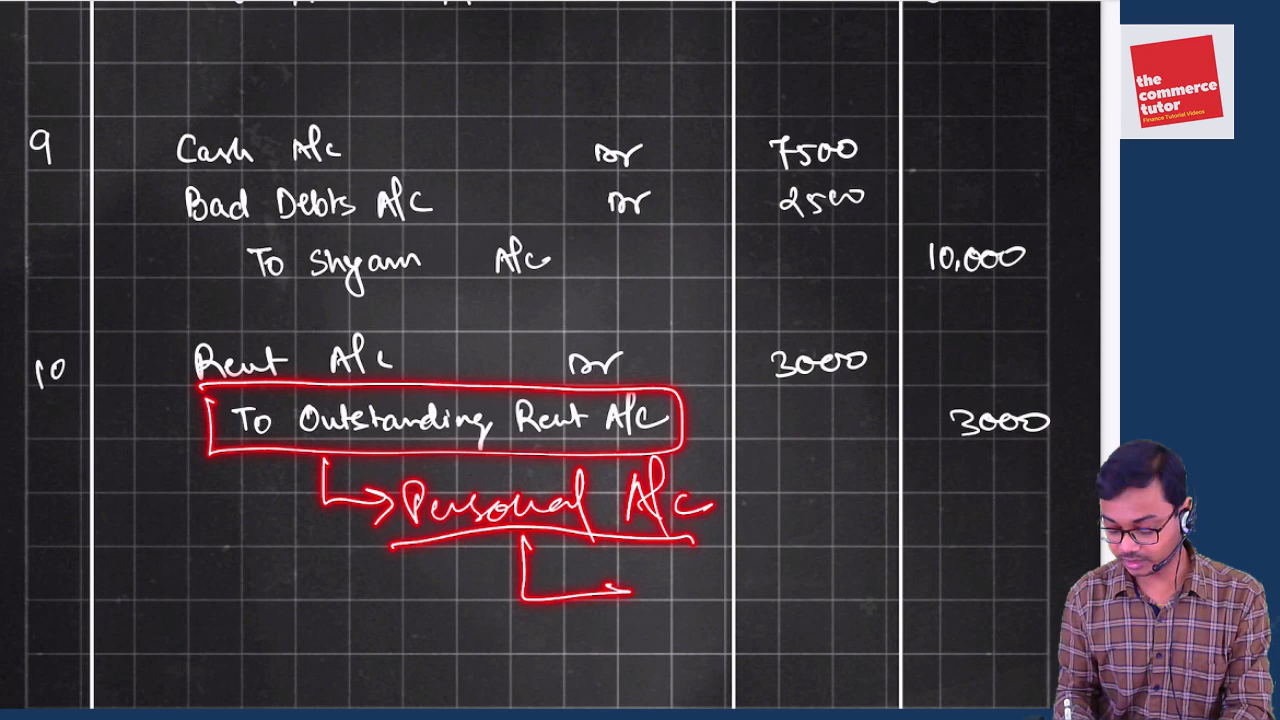 the
commerce
tutor
Finance Tutorial Videos
9 Cash A/c Dr 7500
Bad Debts A/c Dr 2500
To Shyam A/c 10,000
10 Rent A/c Dr 3000
To Outstanding Rent A/c 3000
Personal A/c